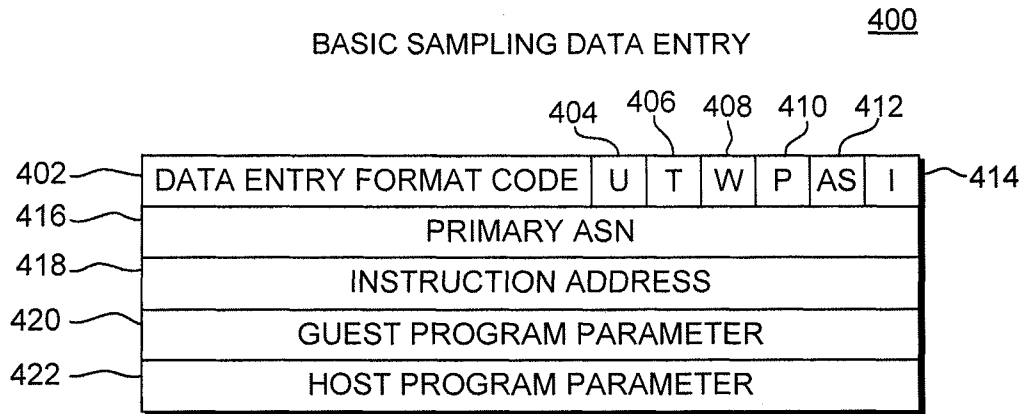 400
BASIC SAMPLING DATA ENTRY
404 406 408 410 412
402 DATA ENTRY FORMAT CODE U T W P AS I 414
416 PRIMARY ASN
418 INSTRUCTION ADDRESS
420 GUEST PROGRAM PARAMETER
422 HOST PROGRAM PARAMETER